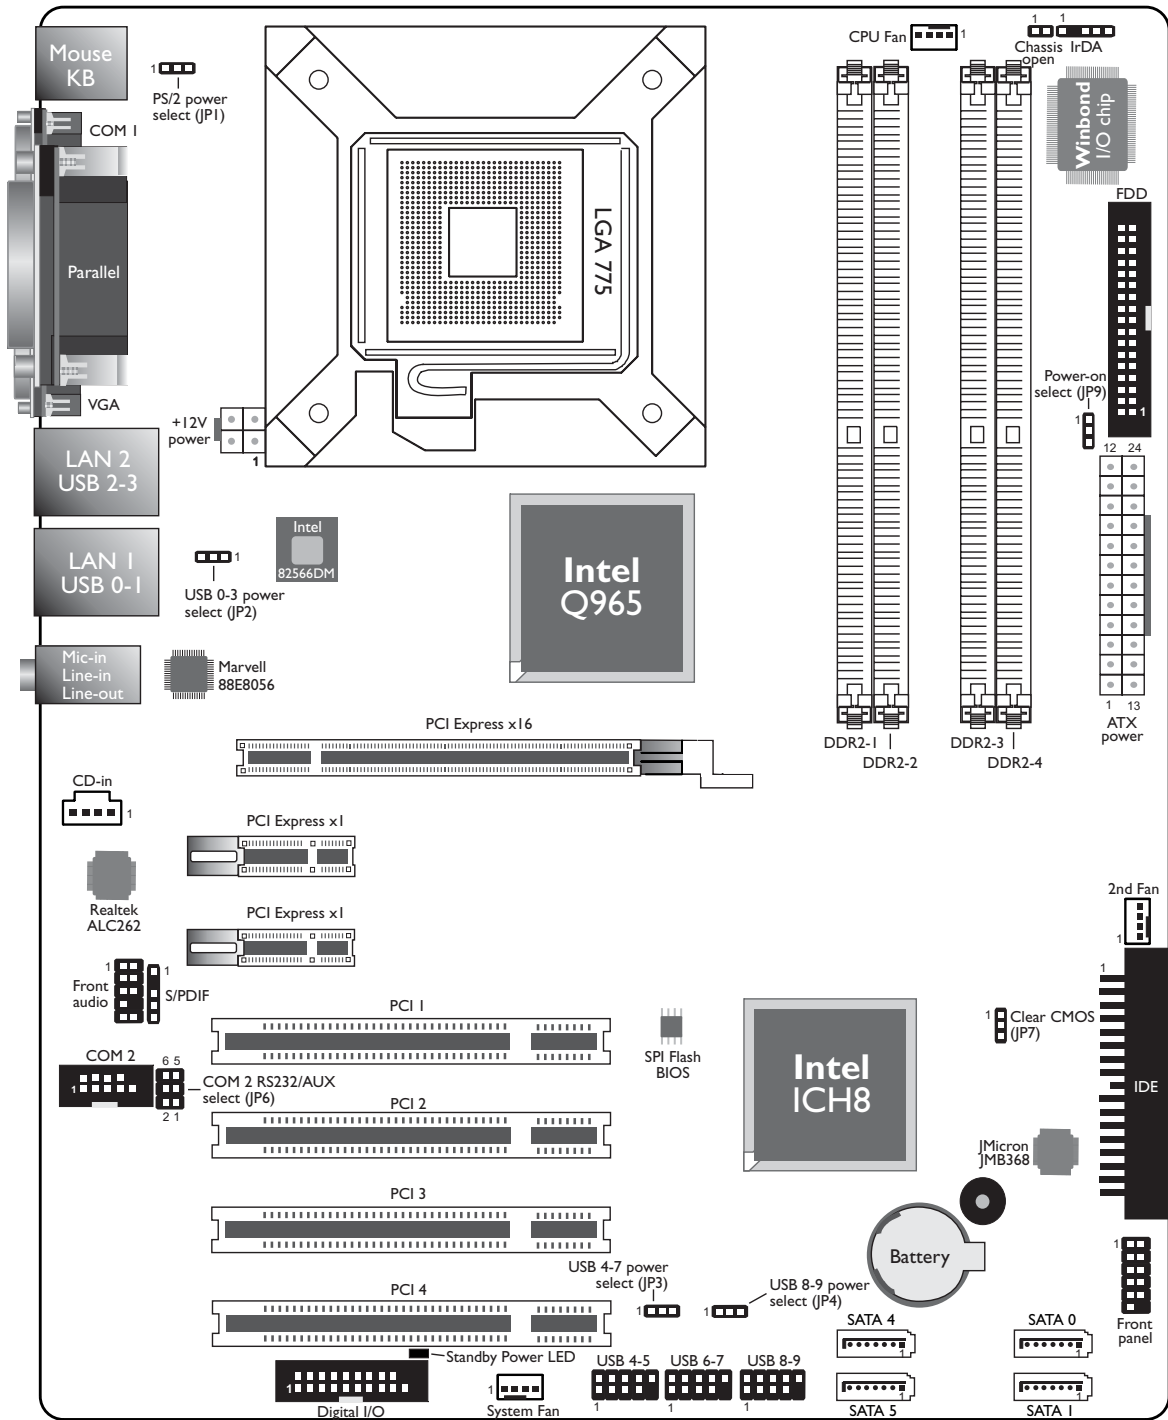 Mouse
KB
1
PS/2 power
select (JP1)
COM 1
Parallel
VGA
+12V
power
1
LGA 775
CPU Fan
1
1
Chassis
open
1
IrDA
Winbond
I/O chip
FDD
1
Power-on
select (JP9)
1
12 24
1 13
ATX
power
LAN 2
USB 2-3
LAN 1
USB 0-1
1
USB 0-3 power
select (JP2)
Intel
82566DM
Intel
Q965
Mic-in
Line-in
Line-out
Marvell
88E8056
DDR2-1
DDR2-2
DDR2-3
DDR2-4
PCI Express x16
CD-in
1
PCI Express x1
Realtek
ALC262
PCI Express x1
2nd Fan
1
1
Front
audio
1
S/PDIF
PCI 1
SPI Flash
BIOS
Intel
ICH8
1
Clear CMOS
(JP7)
1
IDE
COM 2
1
6 5
2 1
COM 2 RS232/AUX
select (JP6)
PCI 2
JMicron
JMB368
PCI 3
Battery
USB 4-7 power
select (JP3)
1
USB 8-9 power
select (JP4)
1
1
Front
panel
PCI 4
SATA 4
1
SATA 0
1
Standby Power LED
1
Digital I/O
1
System Fan
USB 4-5
1
USB 6-7
1
USB 8-9
1
1
SATA 5
1
SATA 1